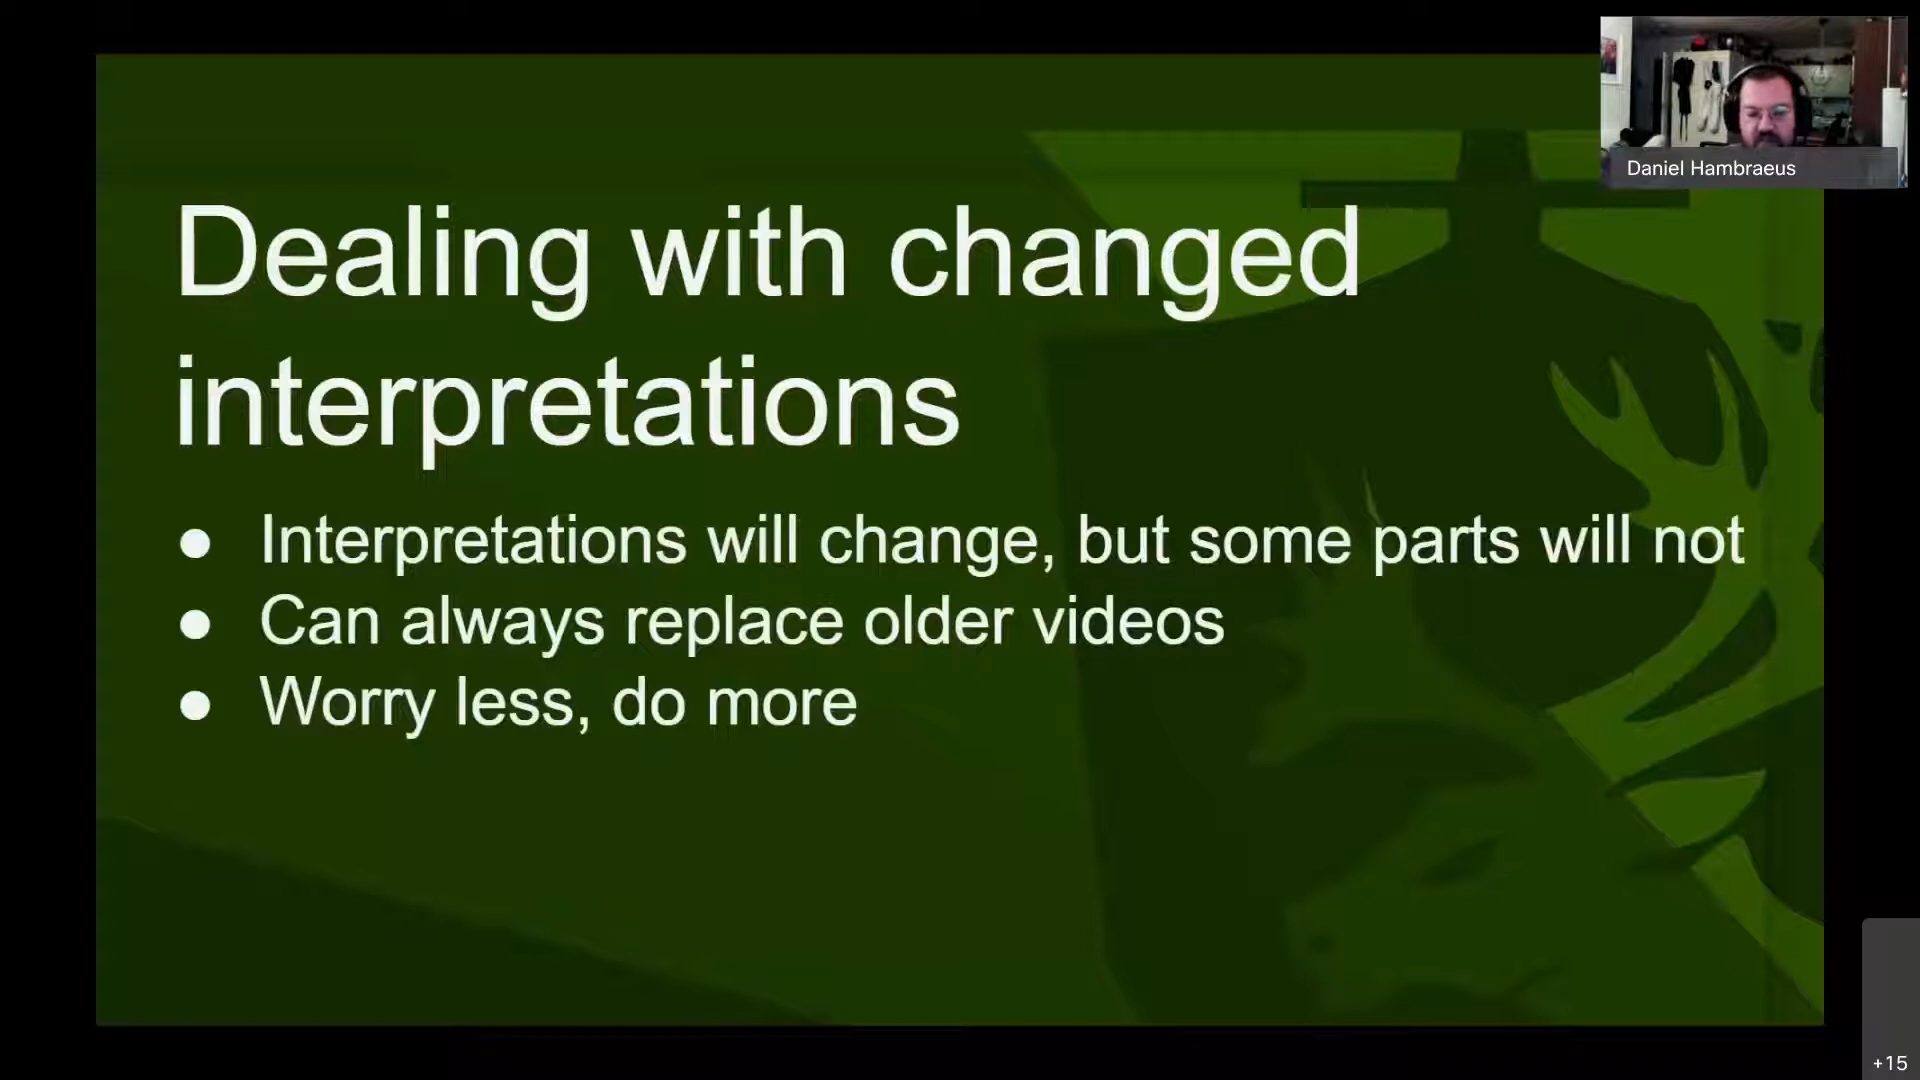 Daniel Hambraeus
Dealing with changed
interpretations
● Interpretations will change, but some parts will not
● Can always replace older videos
● Worry less, do more
+15